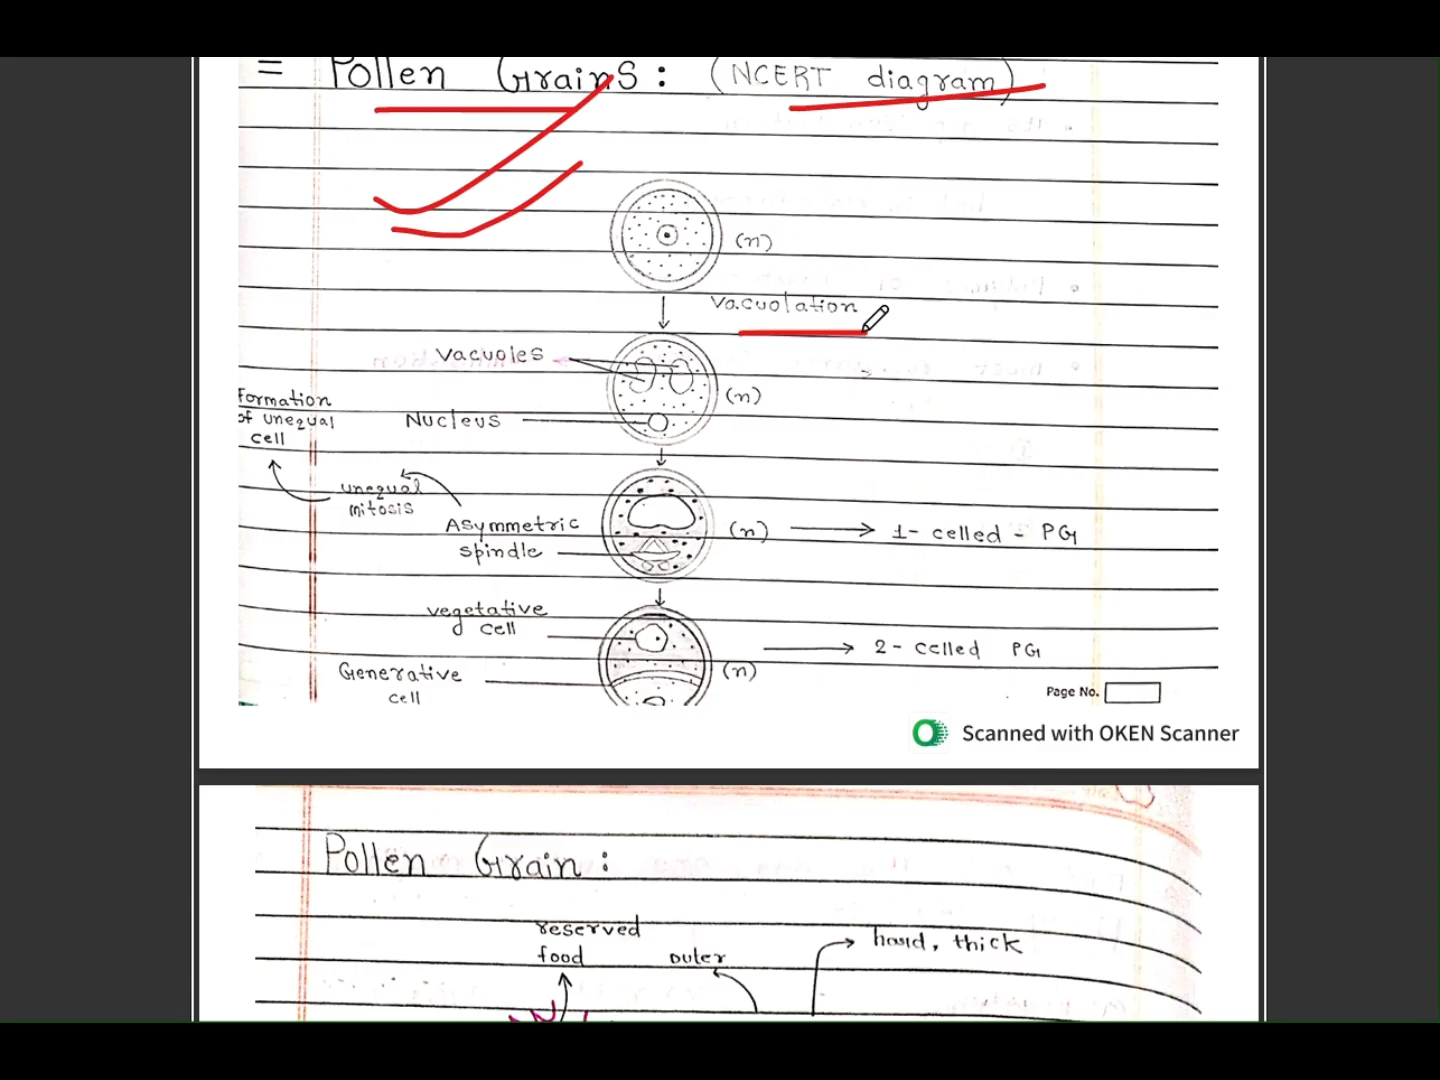 = Pollen Grains: (NCERT diagram)
(n)
vacuolation
vacuoles
(n)
Formation
of unequal
cell
Nucleus
unequal
mitosis
Asymmetric
spindle
(n) → 1- celled - PG
vegetative
cell
→ 2- celled PG
Generative
cell
(n)
Page No.
Scanned with OKEN Scanner
Pollen Grain:
reserved
food
outer
hard, thick